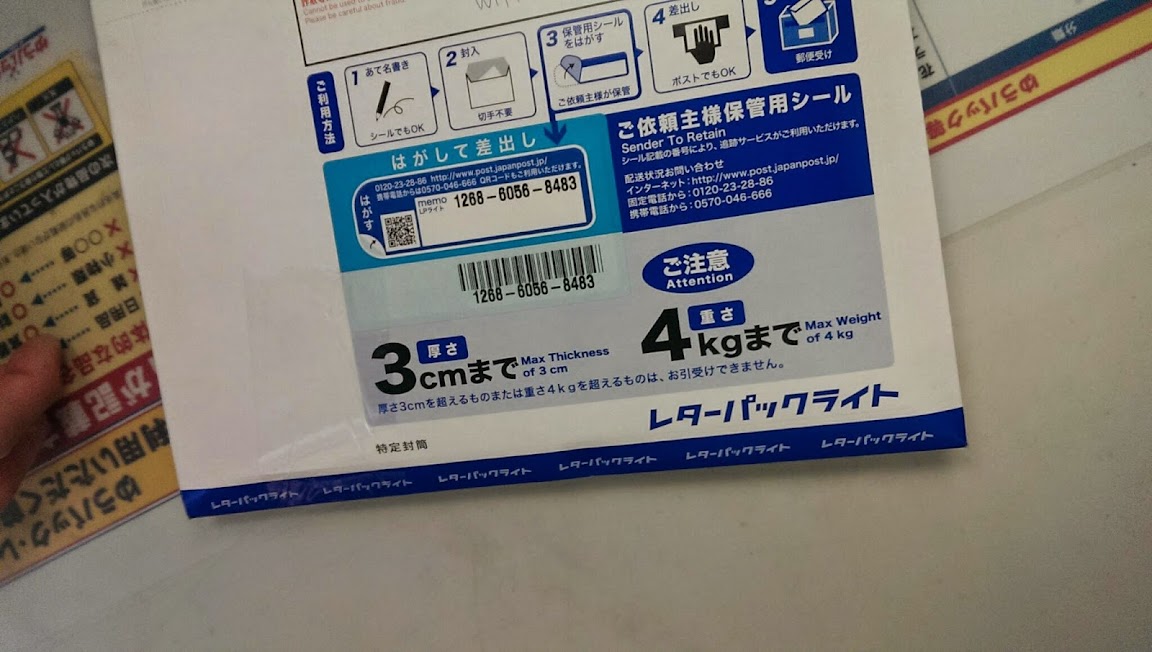 Cannot be used
Please be careful about fraud
ご利用方法
1 あて名書き
シールでもOK
2 封入
切手不要
3 保管用シール
をはがす
ご依頼主様が保管
4 差出し
ポストでもOK
郵便受け
はがして差出し
0120-23-28-86 http://www.post.japanpost.jp/
携帯電話からは0570-046-666 QRコードもご利用いただけます。
はがす
memo
LPライト
1268-6056-8483
1268-6056-8483
ご依頼主様保管用シール
Sender To Retain
シール記載の番号により、追跡サービスがご利用いただけます。
配送状況お問い合わせ
インターネット:http://www.post.japanpost.jp/
固定電話から:0120-23-28-86
携帯電話から:0570-046-666
ご注意
Attention
3cmまで
厚さ
Max Thickness
of 3 cm
4kgまで
重さ
Max Weight
of 4 kg
厚さ3cmを超えるものまたは重さ4kgを超えるものは、お引受けできません。
レターパックライト
特定封筒
レターパックライト レターパックライト レターパックライト レターパックライト レターパックライト レターパックライト
ゆうパック
分類